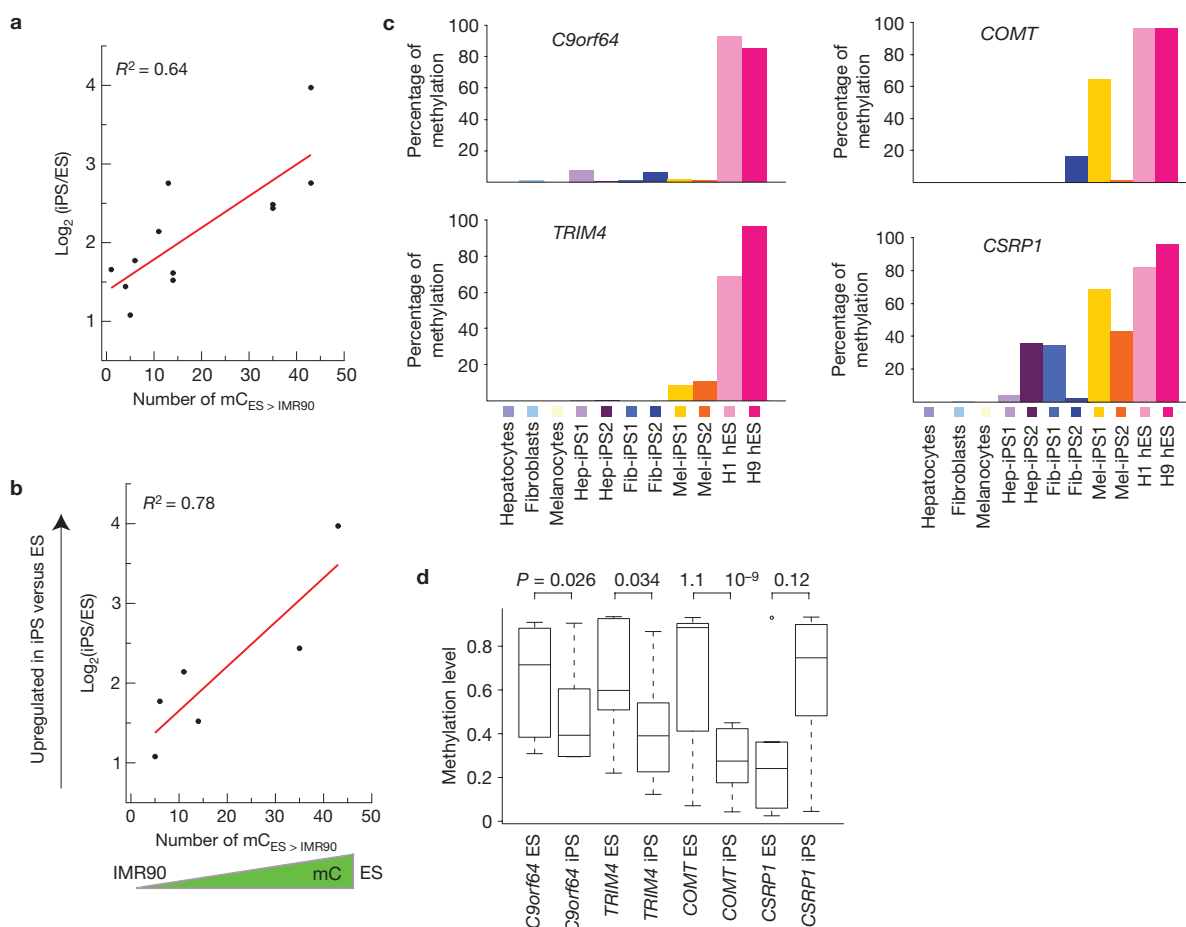 a
R² = 0.64
Log₂ (iPS/ES)
4
3
2
1
0 10 20 30 40 50
Number of mC ES > IMR90
b
R² = 0.78
Upregulated in iPS versus ES
Log₂(iPS/ES)
4
3
2
1
0 10 20 30 40 50
Number of mC ES > IMR90
IMR90 mC ES
c
C9orf64
Percentage of
methylation
100
80
60
40
20
COMT
Percentage of
methylation
100
80
60
40
20
TRIM4
Percentage of
methylation
100
80
60
40
20
Hepatocytes
Fibroblasts
Melanocytes
Hep-iPS1
Hep-iPS2
Fib-iPS1
Fib-iPS2
Mel-iPS1
Mel-iPS2
H1 hES
H9 hES
CSRP1
Percentage of
methylation
100
80
60
40
20
Hepatocytes
Fibroblasts
Melanocytes
Hep-iPS1
Hep-iPS2
Fib-iPS1
Fib-iPS2
Mel-iPS1
Mel-iPS2
H1 hES
H9 hES
d
P = 0.026 0.034 1.1 10⁻⁹ 0.12
Methylation level
0.8
0.6
0.4
0.2
0
C9orf64 ES
C9orf64 iPS
TRIM4 ES
TRIM4 iPS
COMT ES
COMT iPS
CSRP1 ES
CSRP1 iPS